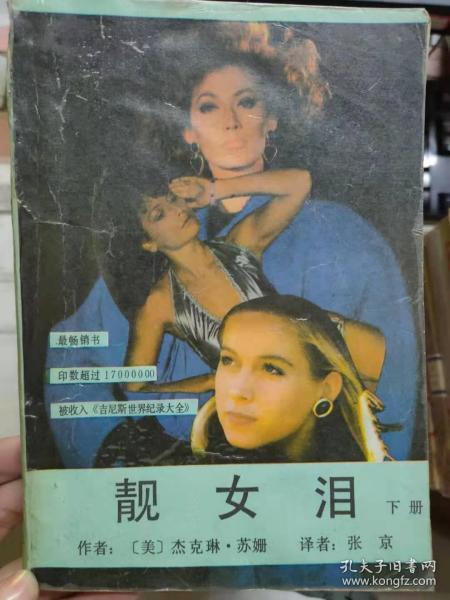 最畅销书
印数超过17000000
被收入《吉尼斯世界纪录大全》
靓女泪 下册
作者：〔美〕杰克琳·苏姗 译者：张京
孔夫子旧书网
www.kongfz.com